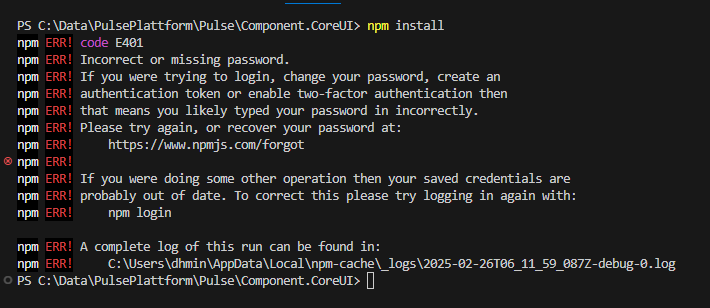 PS C:\Data\PulsePlattform\Pulse\Component.CoreUI> npm install
npm ERR! code E401
npm ERR! Incorrect or missing password.
npm ERR! If you were trying to login, change your password, create an
npm ERR! authentication token or enable two-factor authentication then
npm ERR! that means you likely typed your password in incorrectly.
npm ERR! Please try again, or recover your password at:
npm ERR!     https://www.npmjs.com/forgot
npm ERR!
npm ERR! If you were doing some other operation then your saved credentials are
npm ERR! probably out of date. To correct this please try logging in again with:
npm ERR!     npm login
npm ERR! A complete log of this run can be found in:
npm ERR!     C:\Users\dhmin\AppData\Local\npm-cache\_logs\2025-02-26T06_11_59_087Z-debug-0.log
PS C:\Data\PulsePlattform\Pulse\Component.CoreUI>